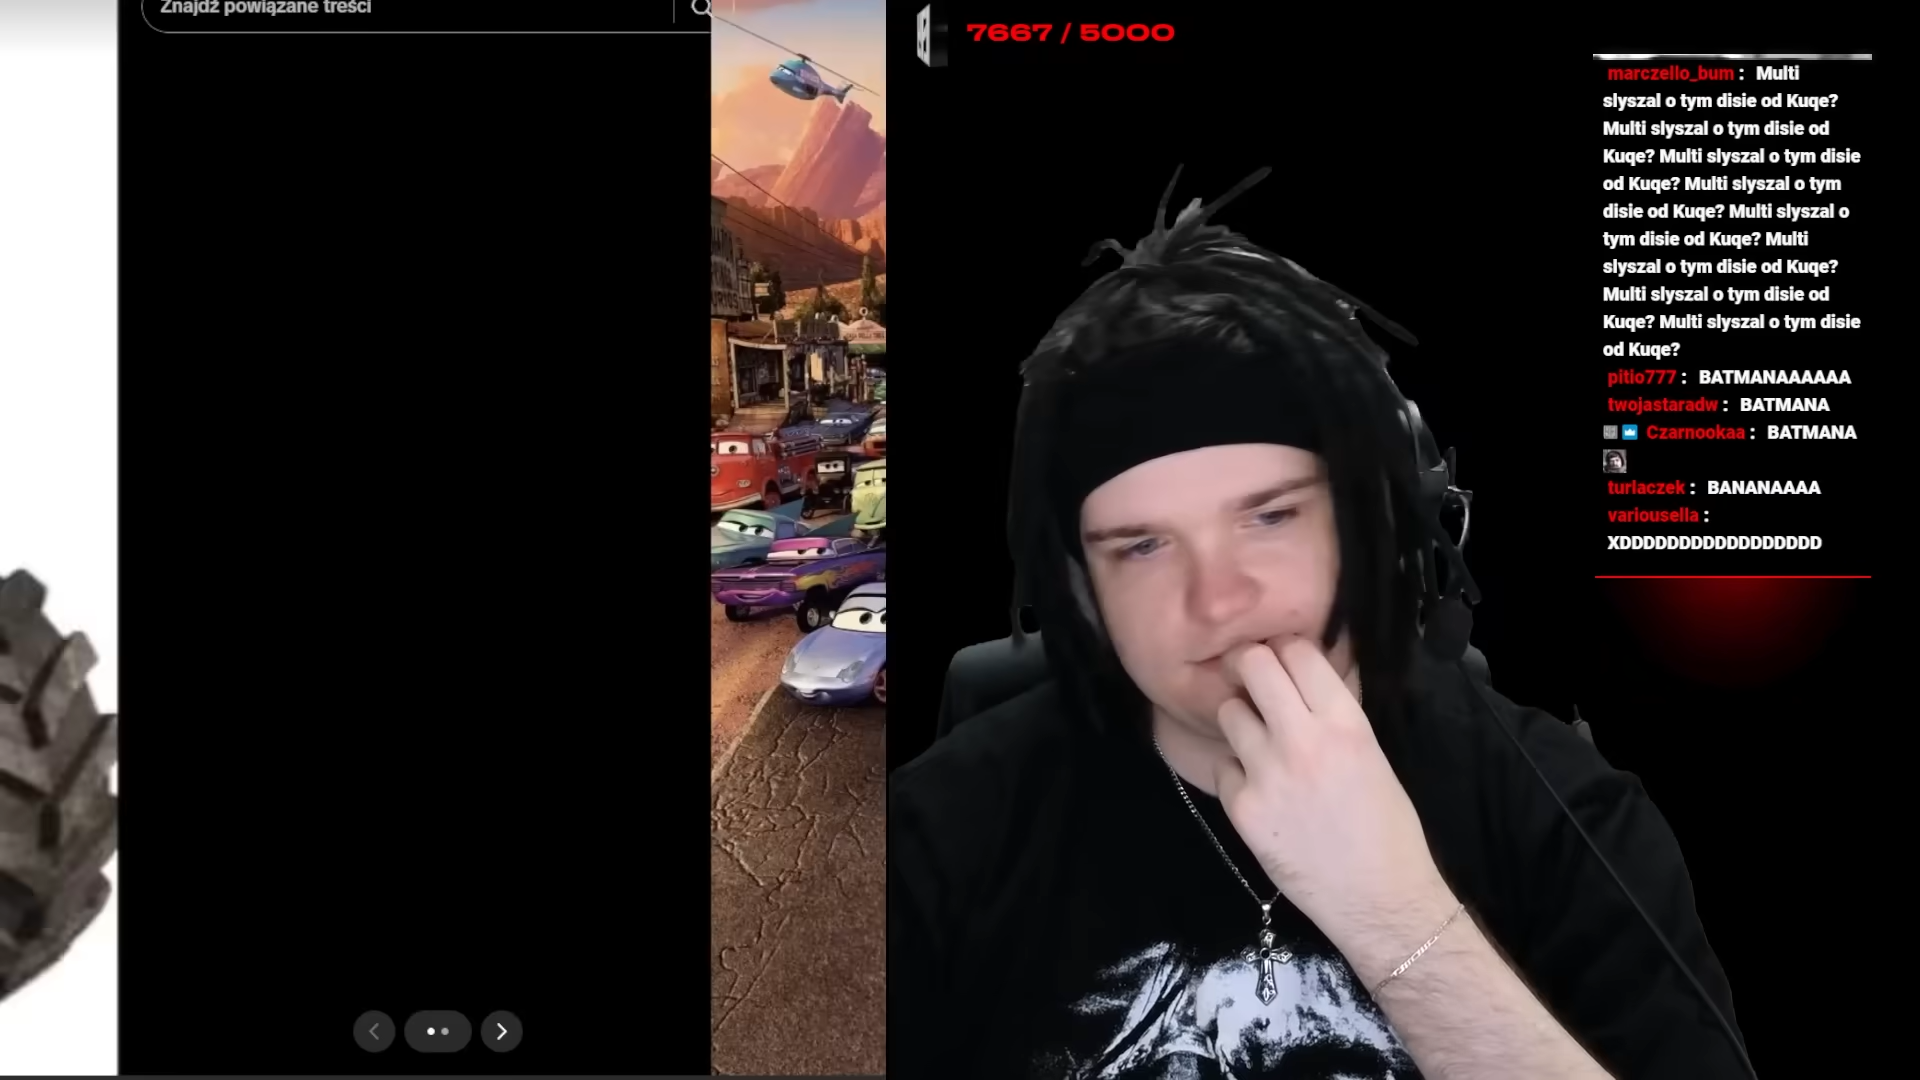 Znajdź powiązane treści
7667 / 5000
marczello_bum : Multi
slyszal o tym disie od Kuqe?
Multi slyszal o tym disie od
Kuqe? Multi slyszal o tym disie
od Kuqe? Multi slyszal o tym
disie od Kuqe? Multi slyszal o
tym disie od Kuqe? Multi
slyszal o tym disie od Kuqe?
Multi slyszal o tym disie od
Kuqe? Multi slyszal o tym disie
od Kuqe?
pitio777 : BATMANAAAAAA
twojastaradw : BATMANA
Czarnookaa : BATMANA
turlaczek : BANANAAAA
variousella :
XDDDDDDDDDDDDDDDDDD